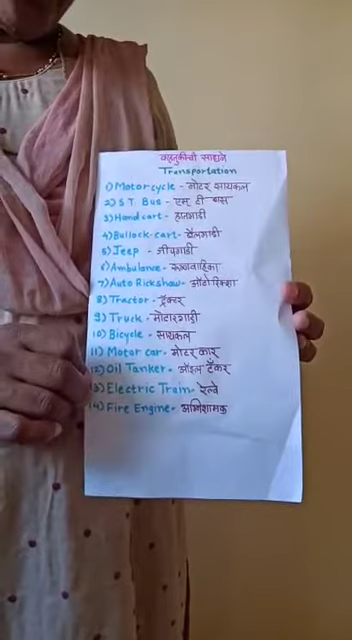 वाहतुकीची साधने
Transportation
1) Motorcycle - मोटर सायकल
2) S T Bus - एस् टी बस
3) Hand cart - हातगाडी
4) Bullock-cart - बैलगाडी
5) Jeep - जीपगाडी
6) Ambulance - रुग्णवाहिका
7) Auto Rickshaw - ऑटो रिक्शा
8) Tractor - ट्रॅक्टर
9) Truck - मोटारगाडी
10) Bicycle - सायकल
11) Motor car - मोटर कार
12) Oil Tanker - ऑइल टँकर
13) Electric Train - रेल्वे
14) Fire Engine - अग्निशामक